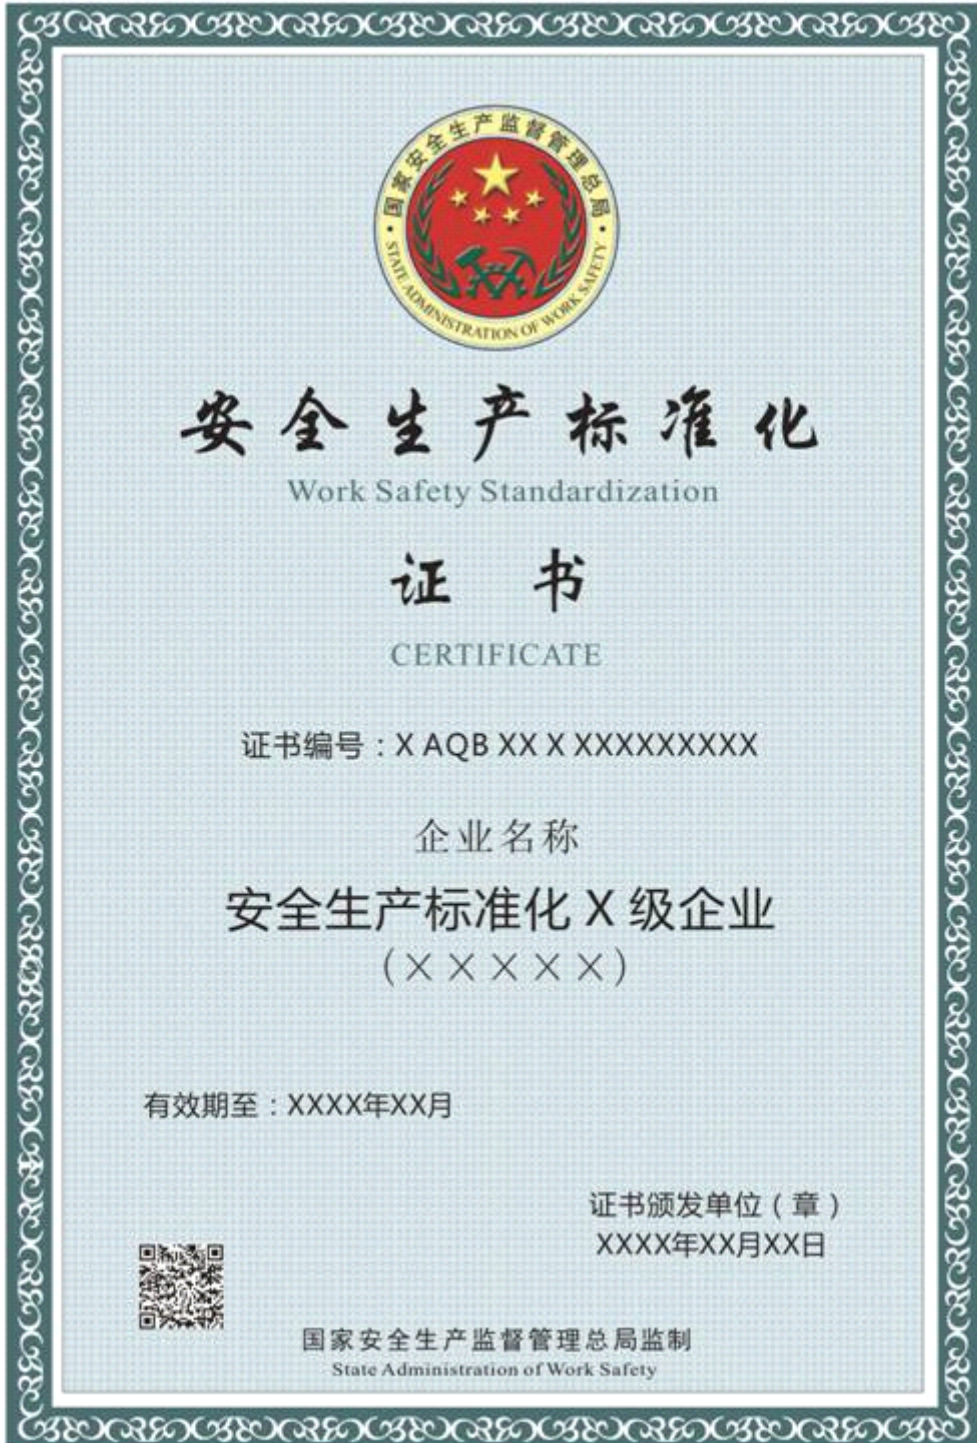 国家安全生产监督管理总局
STATE ADMINISTRATION OF WORK SAFETY
安全生产标准化
Work Safety Standardization
证书
CERTIFICATE
证书编号：X AQB XX X XXXXXXXXX
企业名称
安全生产标准化 X 级企业
(×××××)
有效期至：XXXX年XX月
证书颁发单位（章）
XXXX年XX月XX日
国家安全生产监督管理总局监制
State Administration of Work Safety